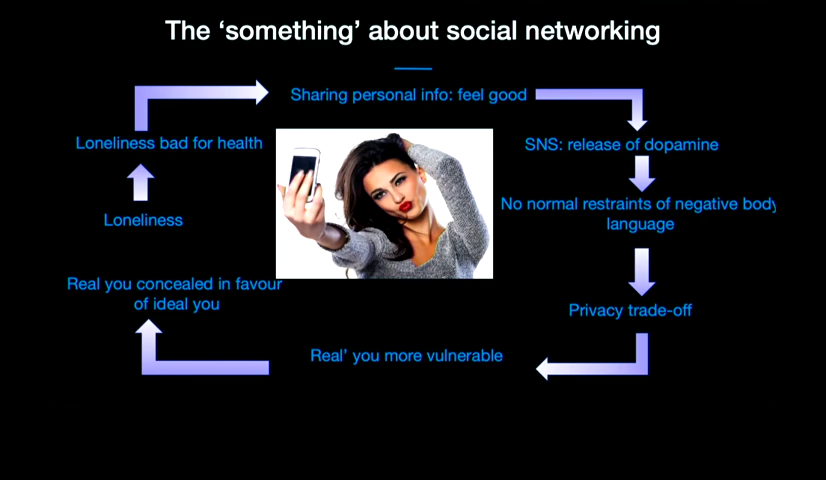 The ‘something’ about social networking
Sharing personal info: feel good
SNS: release of dopamine
No normal restraints of negative body
language
Privacy trade-off
Real’ you more vulnerable
Real you concealed in favour
of ideal you
Loneliness
Loneliness bad for health